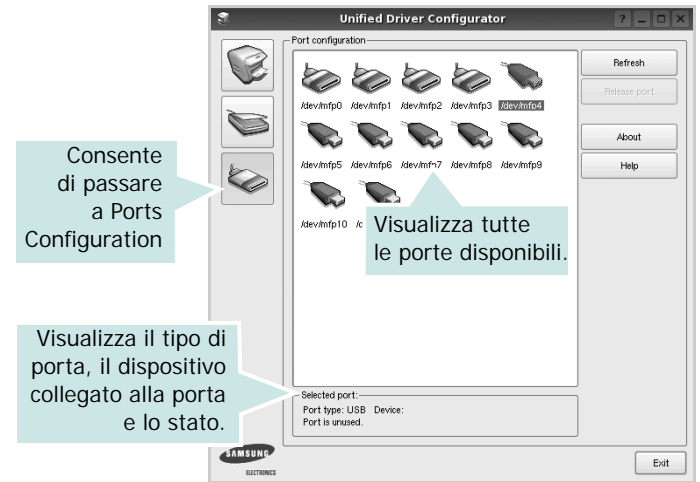 Unified Driver Configurator
Port configuration
/dev/mfp0 /dev/mfp1 /dev/mfp2 /dev/mfp3 /dev/mfp4
/dev/mfp5 /dev/mfp6 /dev/mfp7 /dev/mfp8 /dev/mfp9
/dev/mfp10
Refresh
Release port
About
Help
Consente
di passare
a Ports
Configuration
Visualizza tutte
le porte disponibili.
Visualizza il tipo di
porta, il dispositivo
collegato alla porta
e lo stato.
Selected port:
Port type: USB Device:
Port is unused.
SAMSUNG
ELECTRONICS
Exit